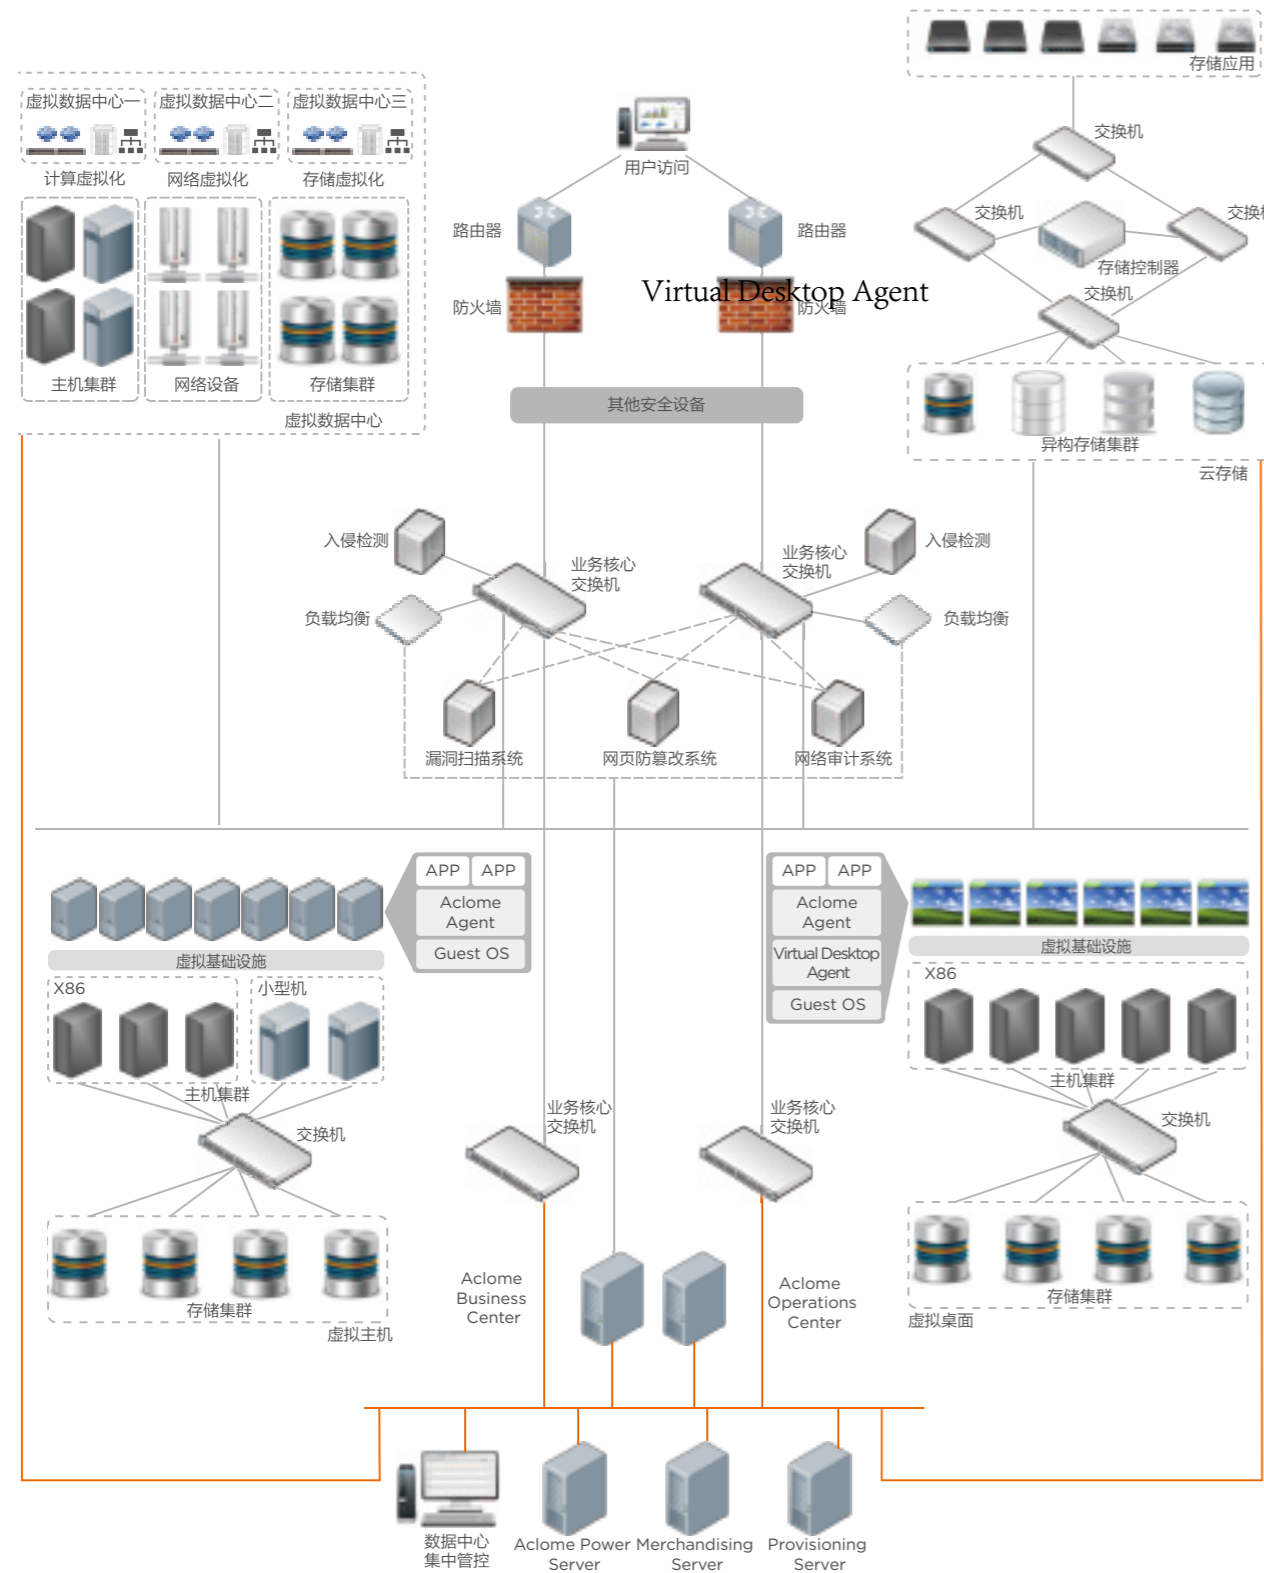 存储应用
虚拟数据中心一
虚拟数据中心二
虚拟数据中心三
计算虚拟化
网络虚拟化
存储虚拟化
主机集群
网络设备
存储集群
虚拟数据中心
用户访问
路由器
路由器
防火墙
防火墙
Virtual Desktop Agent
其他安全设备
交换机
交换机
交换机
存储控制器
交换机
异构存储集群
云存储
入侵检测
业务核心
交换机
业务核心
交换机
入侵检测
负载均衡
负载均衡
漏洞扫描系统
网页防篡改系统
网络审计系统
APP
APP
Aclome
Agent
Guest OS
APP
APP
Aclome
Agent
Virtual Desktop
Agent
Guest OS
虚拟基础设施
X86
小型机
主机集群
交换机
存储集群
虚拟主机
虚拟基础设施
X86
主机集群
交换机
存储集群
虚拟桌面
业务核心
交换机
业务核心
交换机
Aclome
Business
Center
Aclome
Operations
Center
数据中心
集中管控
Aclome Power
Server
Merchandising
Server
Provisioning
Server